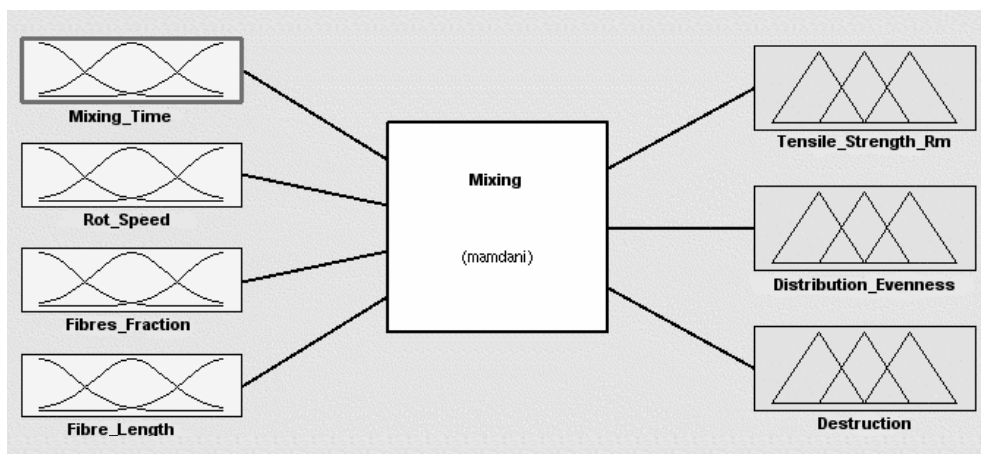 Mixing_Time
Rot_Speed
Fibres_Fraction
Fibre_Length
Mixing
(mamdani)
Tensile_Strength_Rm
Distribution_Evenness
Destruction